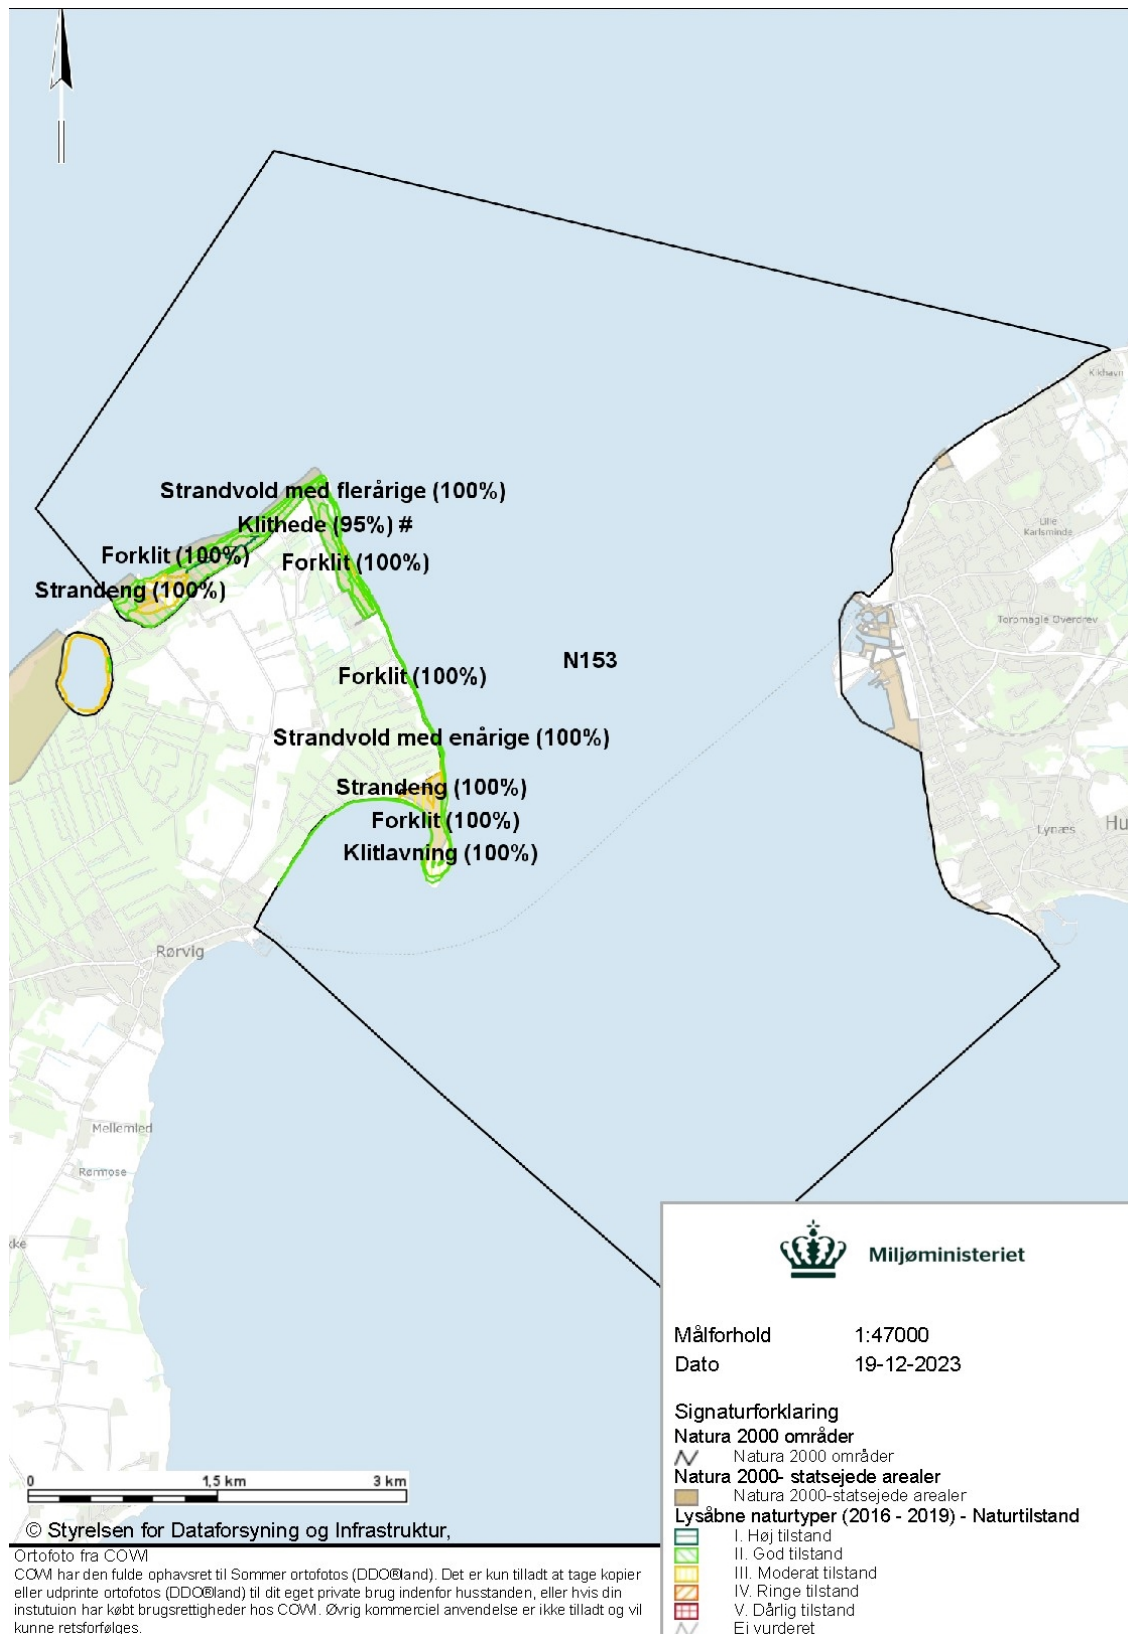 Kikhavn
Strandvold med flerårige (100%)
Klithede (95%) #
Forklit (100%)
Forklit (100%)
Strandeng (100%)
Lille
Karlsminde
Torpmagle Overdrev
N153
Forklit (100%)
Strandvold med enårige (100%)
Strandeng (100%)
Forklit (100%)
Klitlavning (100%)
Lynæs
Hu
Rørvig
Mellemled
Rørmose
kke
Miljøministeriet
Målforhold 1:47000
Dato 19-12-2023
Signaturforklaring
Natura 2000 områder
Natura 2000 områder
Natura 2000- statsejede arealer
Natura 2000-statsejede arealer
Lysåbne naturtyper (2016 - 2019) - Naturtilstand
I. Høj tilstand
II. God tilstand
III. Moderat tilstand
IV. Ringe tilstand
V. Dårlig tilstand
Ej vurderet
0 1,5 km 3 km
© Styrelsen for Dataforsyning og Infrastruktur,
Ortofoto fra COWI
COWI har den fulde ophavsret til Sommer ortofotos (DDO®land). Det er kun tilladt at tage kopier
eller udprinte ortofotos (DDO®land) til dit eget private brug indenfor husstanden, eller hvis din
instutuion har købt brugsrettigheder hos COWI. Øvrig kommerciel anvendelse er ikke tilladt og vil
kunne retsforfølges.